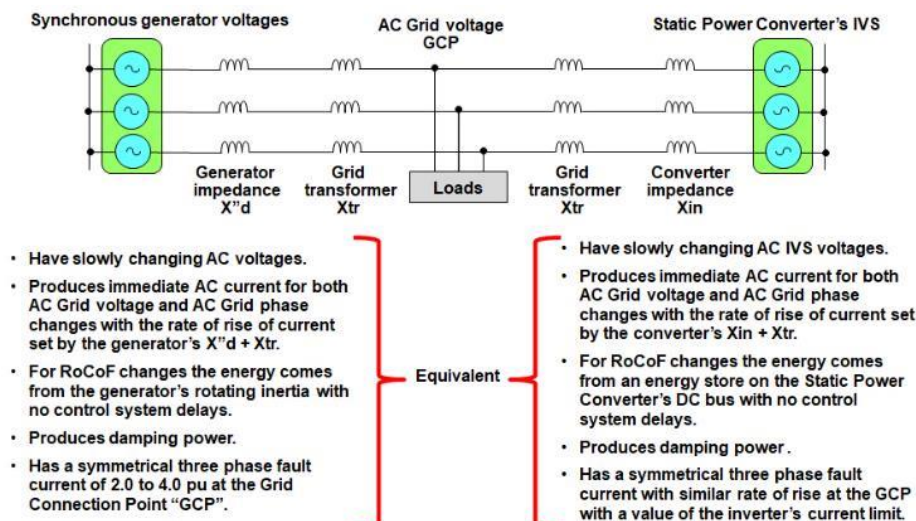 Synchronous generator voltages
AC Grid voltage
GCP
Static Power Converter's IVS
Generator
impedance
X"d
Grid
transformer
Xtr
Loads
Grid
transformer
Xtr
Converter
impedance
Xin
• Have slowly changing AC voltages.
• Produces immediate AC current for both
AC Grid voltage and AC Grid phase
changes with the rate of rise of current
set by the generator's X"d + Xtr.
• For RoCoF changes the energy comes
from the generator's rotating inertia with
no control system delays.
• Produces damping power.
• Has a symmetrical three phase fault
current of 2.0 to 4.0 pu at the Grid
Connection Point "GCP".
Equivalent
• Have slowly changing AC IVS voltages.
• Produces immediate AC current for both
AC Grid voltage and AC Grid phase
changes with the rate of rise of current set
by the converter's Xin + Xtr.
• For RoCoF changes the energy comes
from an energy store on the Static Power
Converter's DC bus with no control
system delays.
• Produces damping power .
• Has a symmetrical three phase fault
current with similar rate of rise at the GCP
with a value of the inverter's current limit.